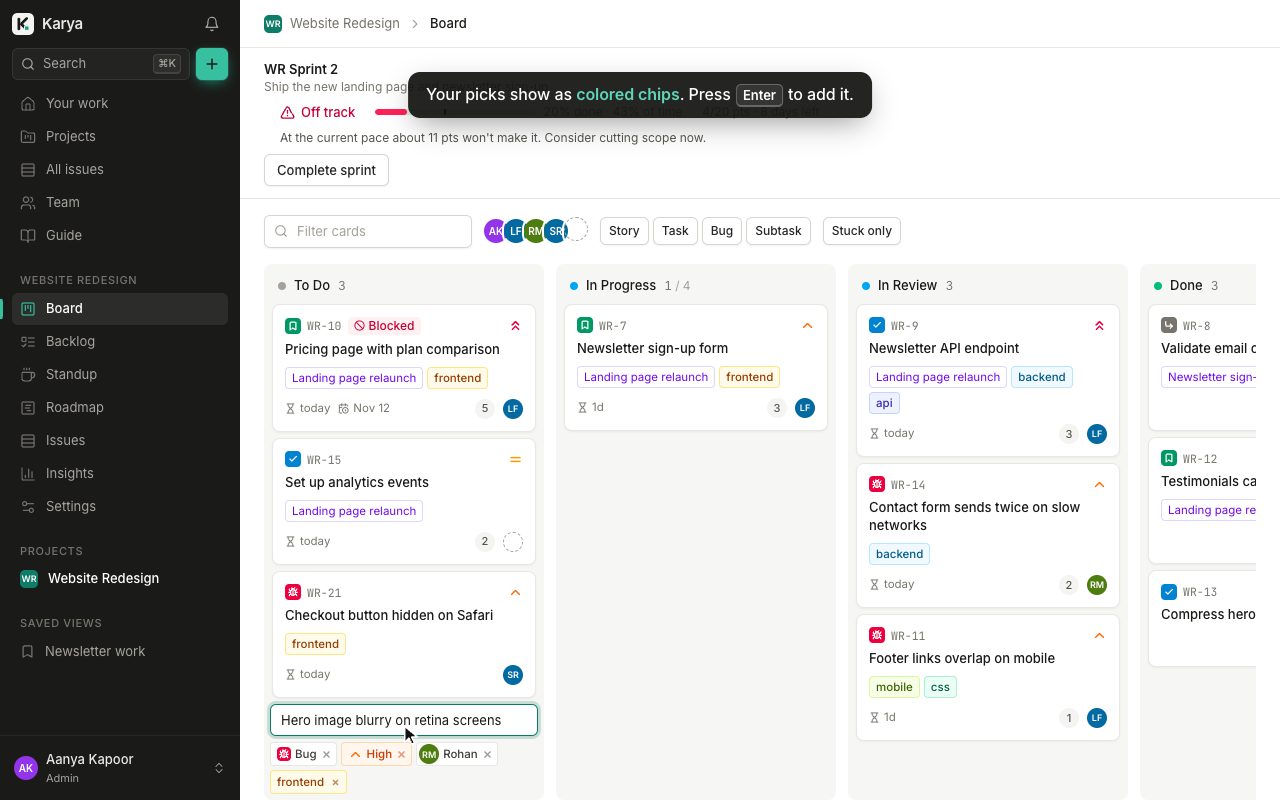 Karya
Search ⌘K
Your work
Projects
All issues
Team
Guide
WEBSITE REDESIGN
Board
Backlog
Standup
Roadmap
Issues
Insights
Settings
PROJECTS
WR Website Redesign
SAVED VIEWS
Newsletter work
AK Aanya Kapoor
Admin
WR Website Redesign Board
WR Sprint 2
Ship the new landing page
Your picks show as colored chips. Press Enter to add it.
Off track
At the current pace about 11 pts won't make it. Consider cutting scope now.
Complete sprint
Filter cards AK LF RM SR Story Task Bug Subtask Stuck only
To Do 3
WR-10 Blocked
Pricing page with plan comparison
Landing page relaunch frontend
today Nov 12 5 LF
WR-15
Set up analytics events
Landing page relaunch
today 2
WR-21
Checkout button hidden on Safari
frontend
today SR
Hero image blurry on retina screens
Bug × High × RM Rohan ×
frontend ×
In Progress 1 / 4
WR-7
Newsletter sign-up form
Landing page relaunch frontend
1d 3 LF
In Review 3
WR-9
Newsletter API endpoint
Landing page relaunch backend
api
today 3 LF
WR-14
Contact form sends twice on slow
networks
backend
today 2 RM
WR-11
Footer links overlap on mobile
mobile css
1d 1 LF
Done 3
WR-8
Validate email
Newsletter sign-
WR-12
Testimonials ca
Landing page re
WR-13
Compress hero